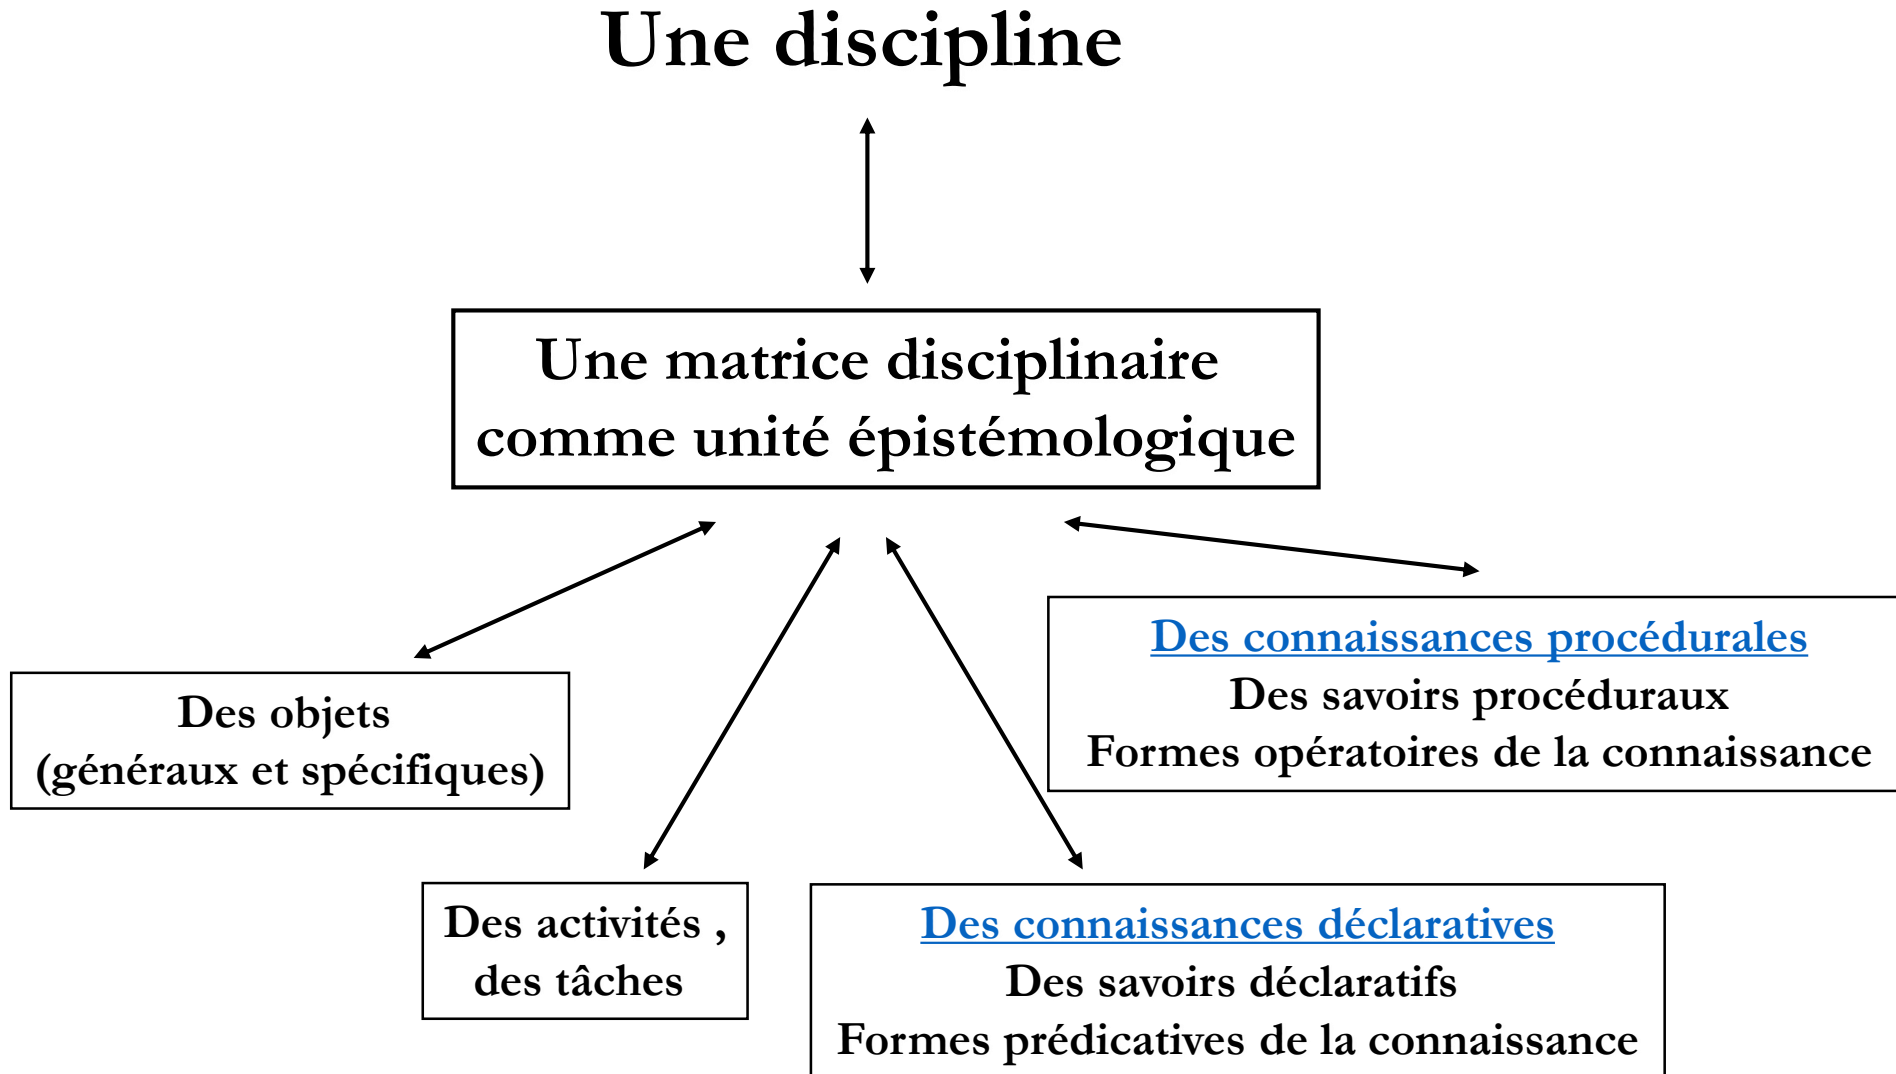 Une discipline
Une matrice disciplinaire
comme unité épistémologique
Des objets
(généraux et spécifiques)
Des activités ,
des tâches
Des connaissances déclaratives
Des savoirs déclaratifs
Formes prédicatives de la connaissance
Des connaissances procédurales
Des savoirs procéduraux
Formes opératoires de la connaissance